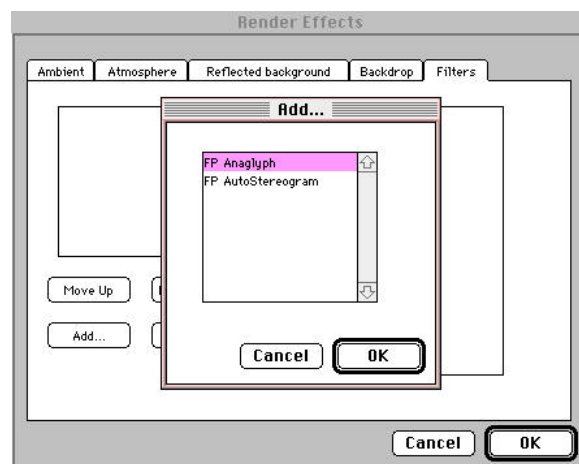 Render Effects
Ambient Atmosphere Reflected background Backdrop Filters
Add...
FP Anaglyph
FP AutoStereogram
Move Up
Add...
Cancel OK
Cancel OK